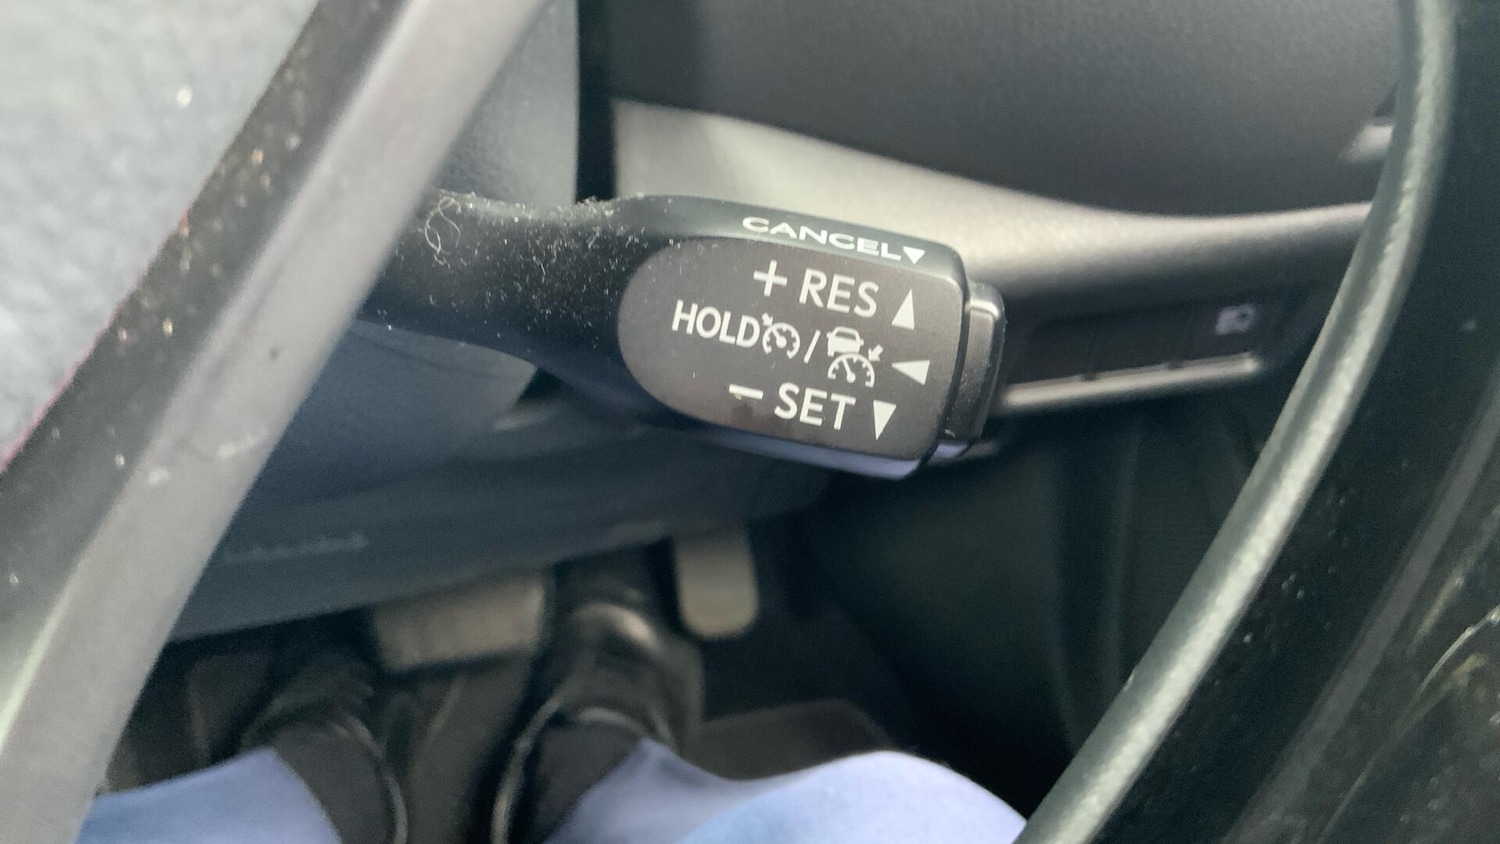 CANCEL▼
+ RES ▲
HOLD / ◀
− SET ▼